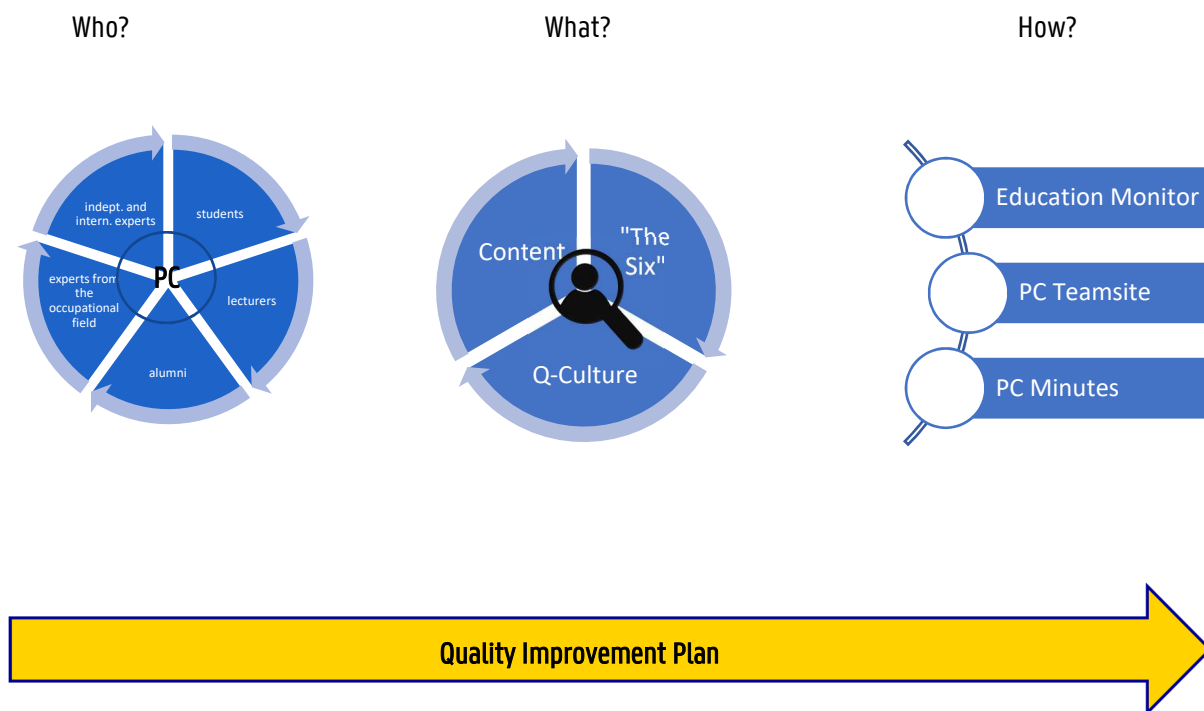 Who?
What?
How?
indept. and
intern. experts
students
experts from
the
occupational
field
PC
lecturers
alumni
Content
"The
Six"
Q-Culture
Education Monitor
PC Teamsite
PC Minutes
Quality Improvement Plan